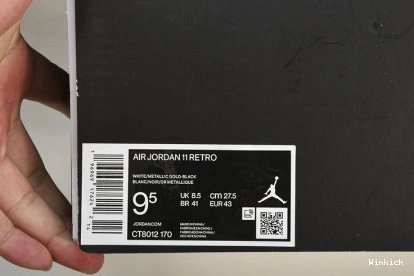 AIR JORDAN 11 RETRO
WHITE/METALLIC GOLD-BLACK
BLANC/NOIR/OR METALLIQUE
9.5
UK 8.5 cm 27.5
BR 41 EUR 43
JORDAN.COM
CT8012 170
Winkick